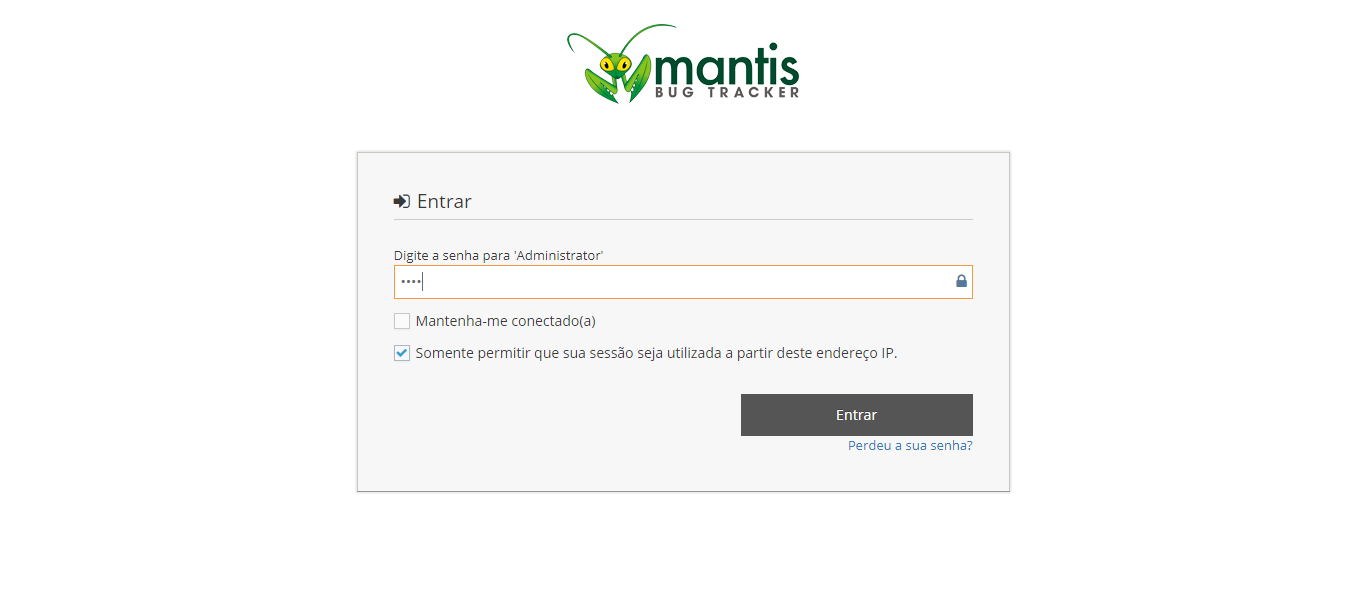 mantis
BUG TRACKER
Entrar
Digite a senha para 'Administrator'
••••
Mantenha-me conectado(a)
Somente permitir que sua sessão seja utilizada a partir deste endereço IP.
Entrar
Perdeu a sua senha?